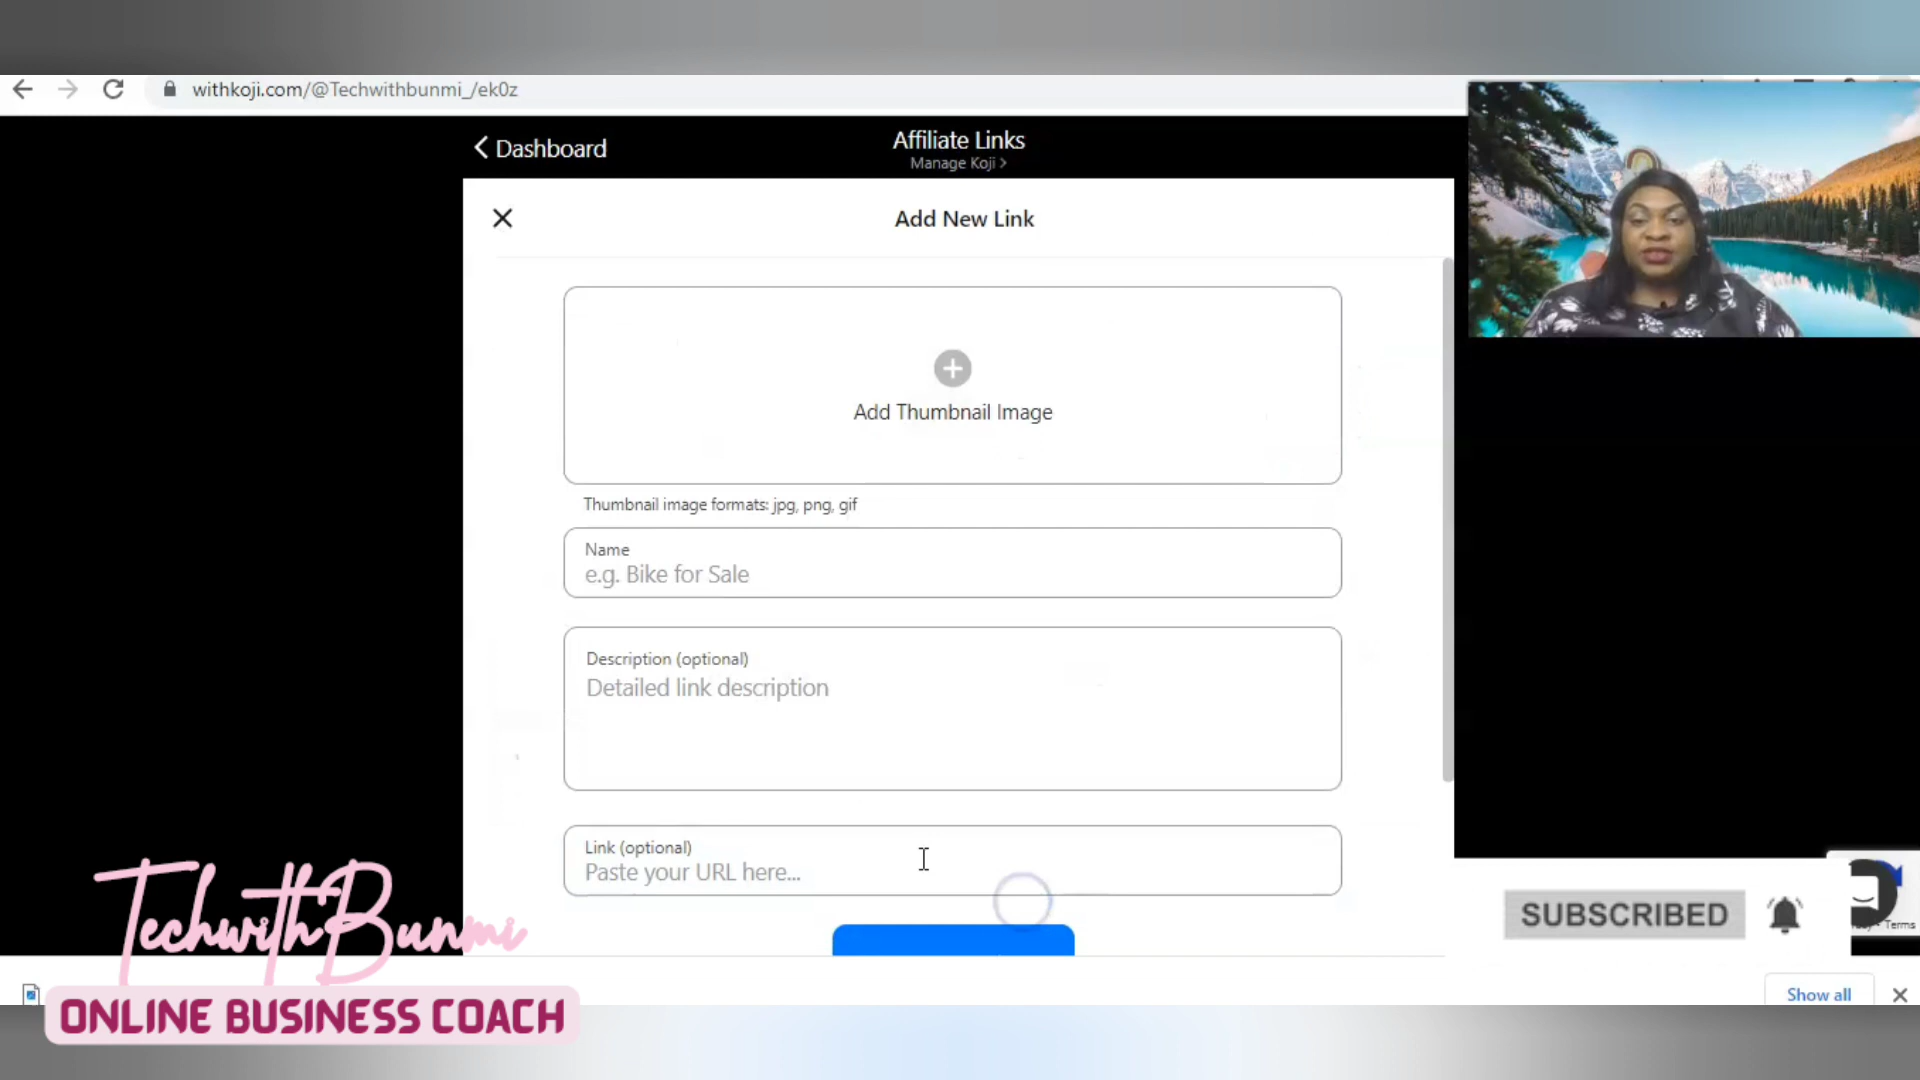 withkoji.com/@Techwithbunmi_/ek0z
Dashboard
Affiliate Links
Manage Koji >
Add New Link
Add Thumbnail Image
Thumbnail image formats: jpg, png, gif
Name
e.g. Bike for Sale
Description (optional)
Detailed link description
Link (optional)
Paste your URL here...
TechwithBunmi
ONLINE BUSINESS COACH
SUBSCRIBED
Terms
Show all